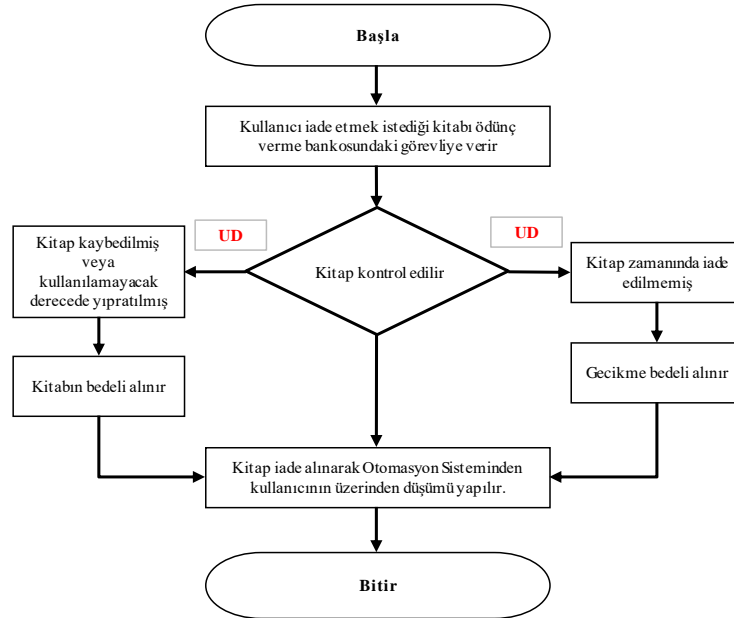 Başla
Kullanıcı iade etmek istediği kitabı ödünç
verme bankosundaki görevliye verir
UD
UD
Kitap kaybedilmiş
veya
kullanılamayacak
derecede yıpratılmış
Kitap kontrol edilir
Kitap zamanında iade
edilmemiş
Kitabın bedeli alınır
Gecikme bedeli alınır
Kitap iade alınarak Otomasyon Sisteminden
kullanıcının üzerinden düşümü yapılır.
Bitir